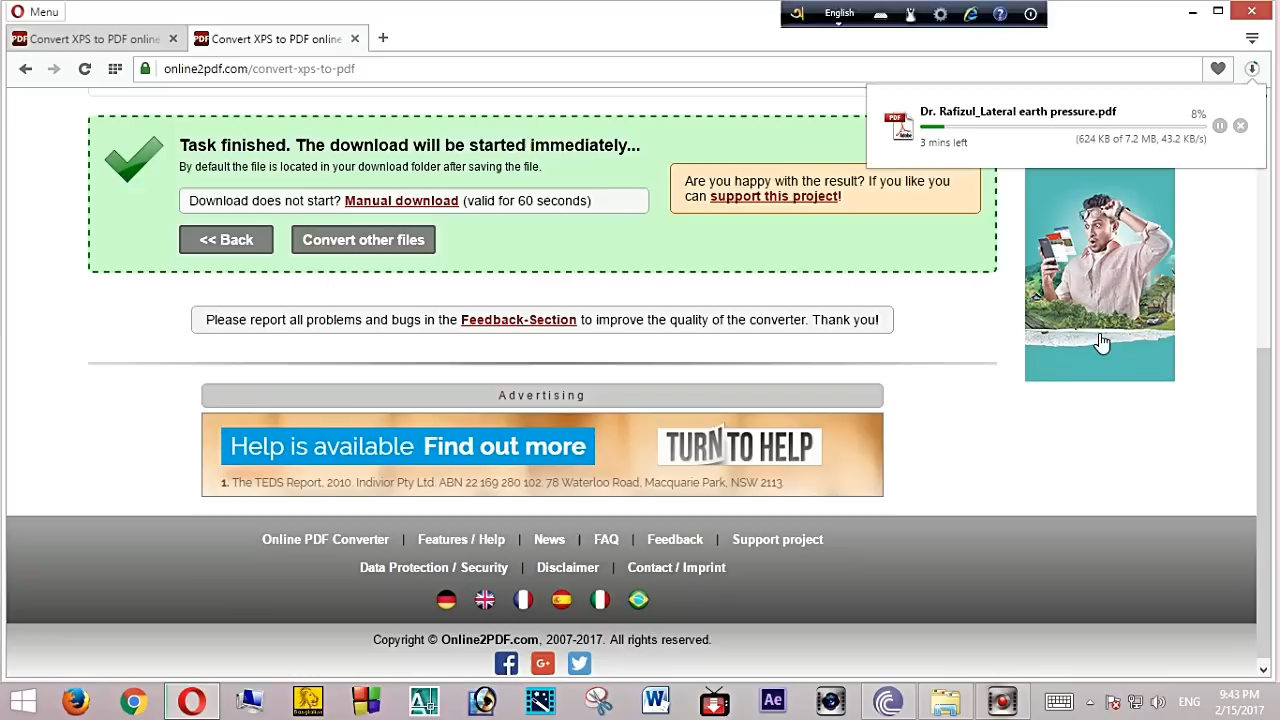 Menu
English
Convert XPS to PDF online
Convert XPS to PDF online
online2pdf.com/convert-xps-to-pdf
Dr. Rafizul_Lateral earth pressure.pdf
8%
3 mins left
(624 KB of 7.2 MB, 43.2 KB/s)
Task finished. The download will be started immediately...
By default the file is located in your download folder after saving the file.
Are you happy with the result? If you like you
can support this project!
Download does not start? Manual download (valid for 60 seconds)
<< Back
Convert other files
Please report all problems and bugs in the Feedback-Section to improve the quality of the converter. Thank you!
Advertising
Help is available Find out more
TURN TO HELP
1. The TEDS Report, 2010. Indivior Pty Ltd. ABN 22 169 280 102. 78 Waterloo Road, Macquarie Park, NSW 2113.
Online PDF Converter | Features / Help | News | FAQ | Feedback | Support project
Data Protection / Security | Disclaimer | Contact / Imprint
Copyright © Online2PDF.com, 2007-2017. All rights reserved.
ENG
9:43 PM
2/15/2017